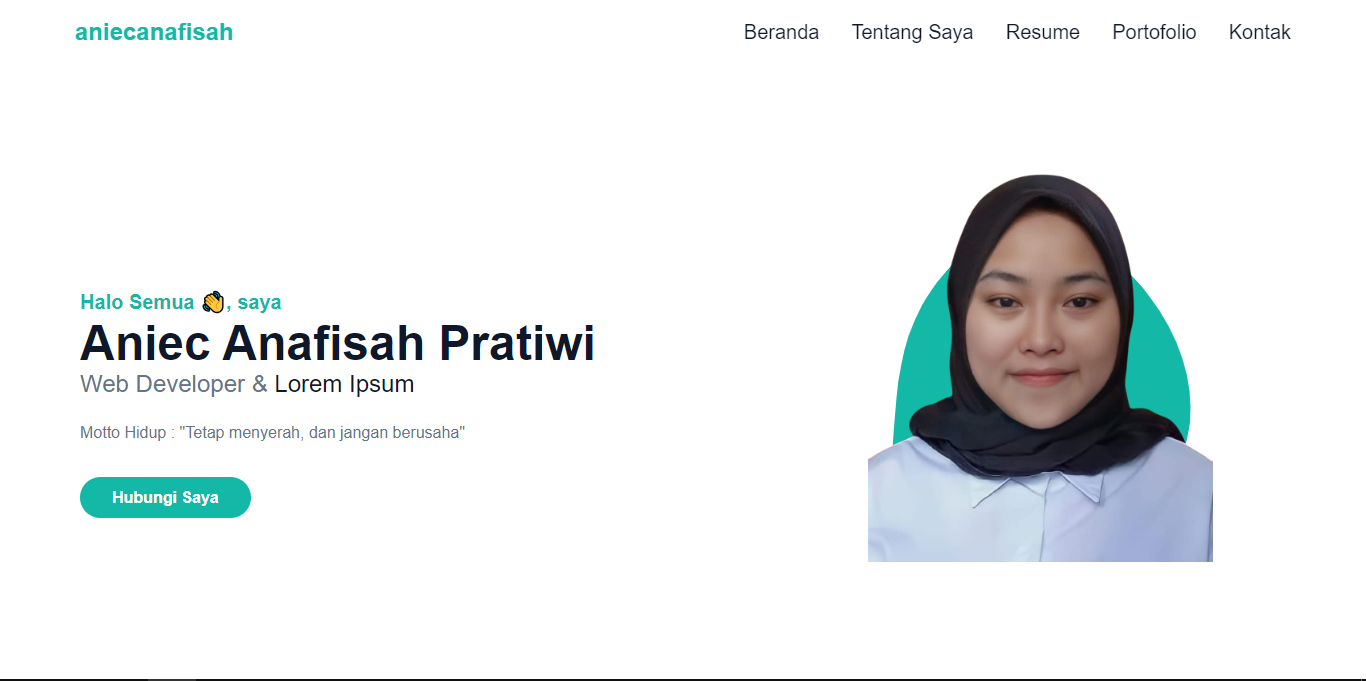 aniecanafisah
Beranda Tentang Saya Resume Portofolio Kontak
Halo Semua 👋, saya
Aniec Anafisah Pratiwi
Web Developer & Lorem Ipsum
Motto Hidup : "Tetap menyerah, dan jangan berusaha"
Hubungi Saya